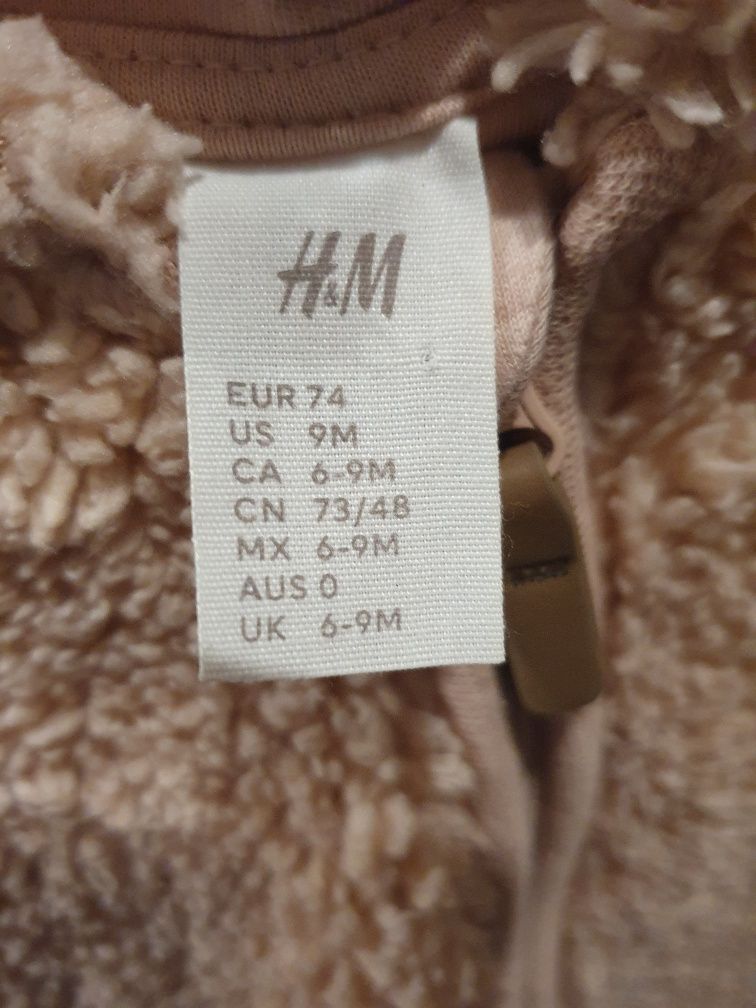 H&M
EUR 74
US 9M
CA 6-9M
CN 73/48
MX 6-9M
AUS 0
UK 6-9M